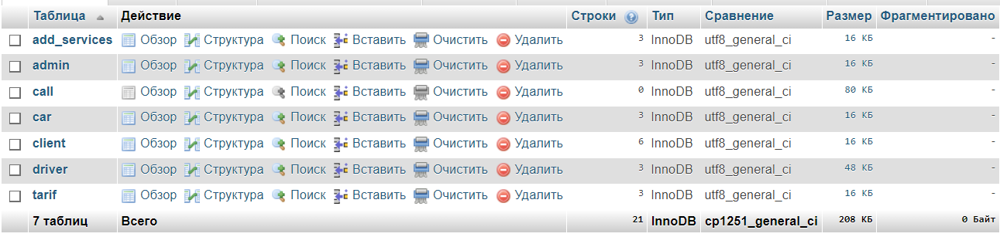 Таблица Действие Строки Тип Сравнение Размер Фрагментировано
add_services Обзор Структура Поиск Вставить Очистить Удалить 3 InnoDB utf8_general_ci 16 КБ -
admin Обзор Структура Поиск Вставить Очистить Удалить 3 InnoDB utf8_general_ci 16 КБ -
call Обзор Структура Поиск Вставить Очистить Удалить 0 InnoDB utf8_general_ci 80 КБ -
car Обзор Структура Поиск Вставить Очистить Удалить 3 InnoDB utf8_general_ci 16 КБ -
client Обзор Структура Поиск Вставить Очистить Удалить 6 InnoDB utf8_general_ci 16 КБ -
driver Обзор Структура Поиск Вставить Очистить Удалить 3 InnoDB utf8_general_ci 48 КБ -
tarif Обзор Структура Поиск Вставить Очистить Удалить 3 InnoDB utf8_general_ci 16 КБ -
7 таблиц Всего 21 InnoDB cp1251_general_ci 208 КБ 0 Байт